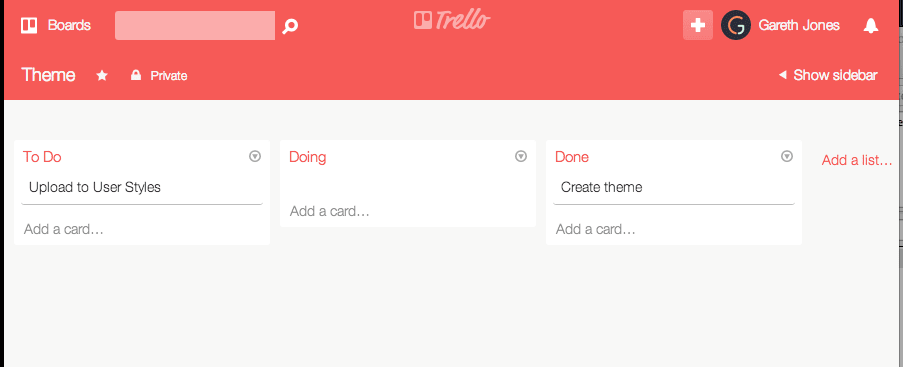 Boards
Trello
Gareth Jones
Theme
Private
Show sidebar
To Do
Upload to User Styles
Add a card…
Doing
Add a card…
Done
Create theme
Add a card…
Add a list…